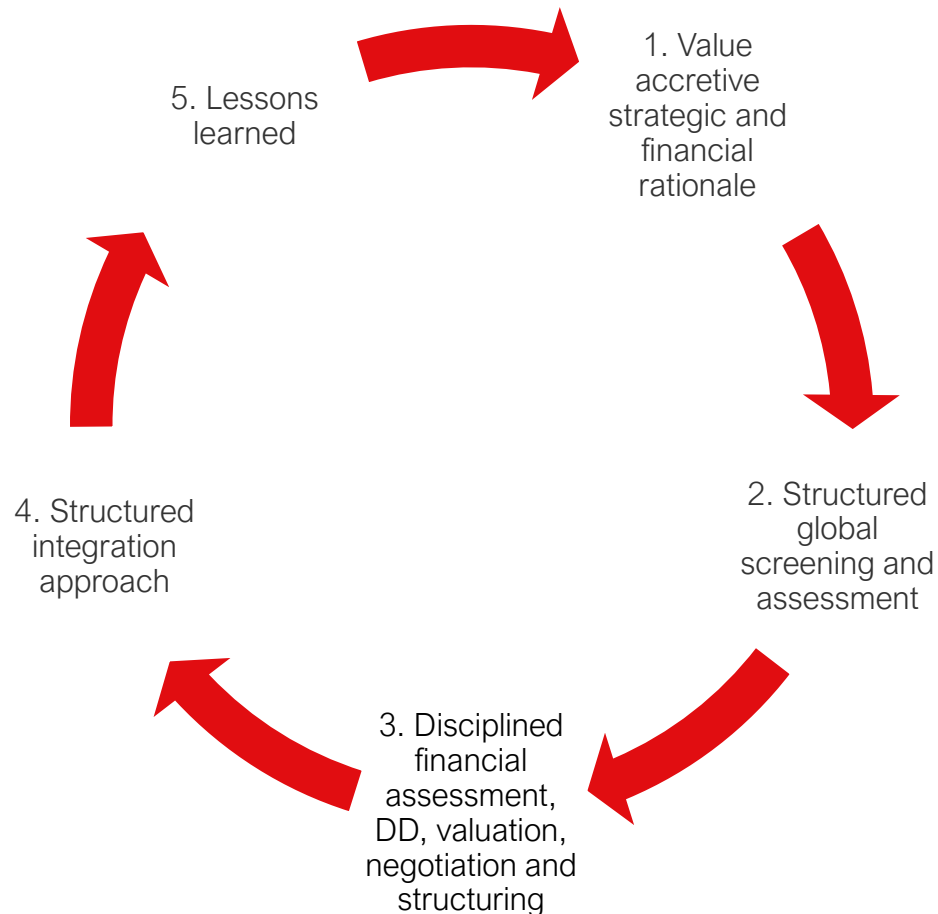 1. Value
accretive
strategic and
financial
rationale
2. Structured
global
screening and
assessment
3. Disciplined
financial
assessment,
DD, valuation,
negotiation and
structuring
4. Structured
integration
approach
5. Lessons
learned